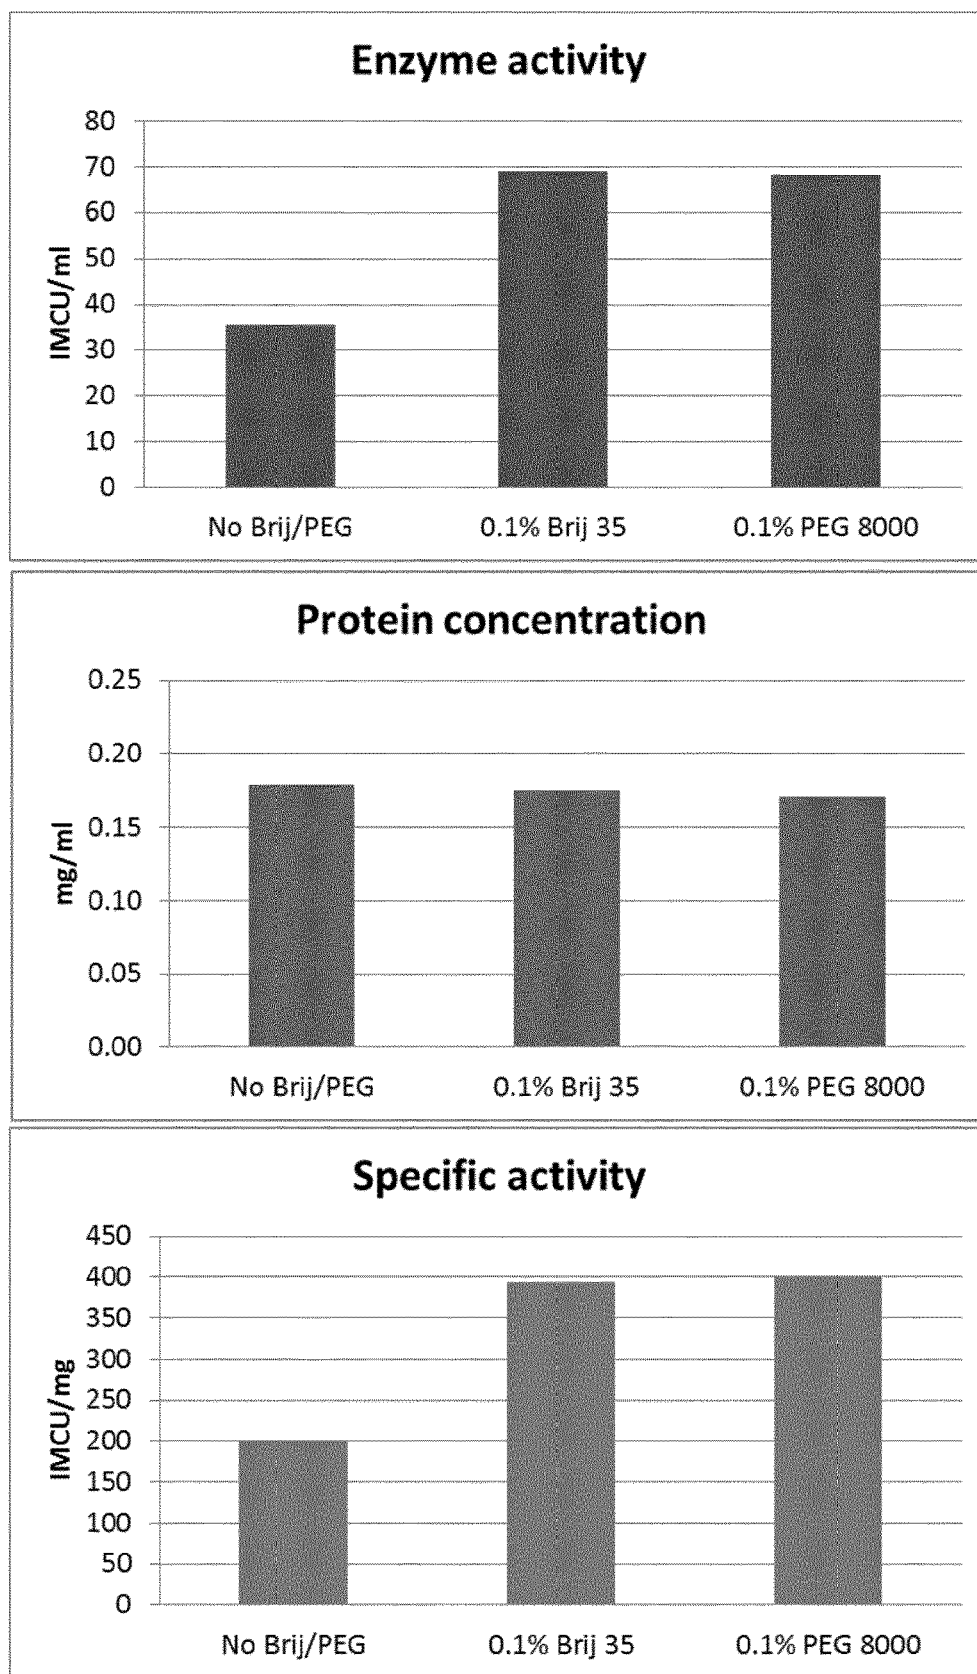 Enzyme activity
80
70
60
50
40
30
20
10
0
IMCU/ml
No Brij/PEG 0.1% Brij 35 0.1% PEG 8000
Protein concentration
0.25
0.20
0.15
0.10
0.05
0.00
mg/ml
No Brij/PEG 0.1% Brij 35 0.1% PEG 8000
Specific activity
450
400
350
300
250
200
150
100
50
0
IMCU/mg
No Brij/PEG 0.1% Brij 35 0.1% PEG 8000